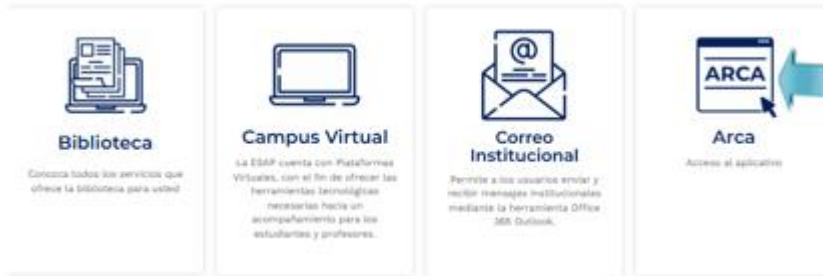 Biblioteca
Conozca todos los servicios que
ofrece la biblioteca para usted
Campus Virtual
La ESAP cuenta con Plataformas
Virtuales, con el fin de ofrecer las
herramientas tecnológicas
necesarias hacia un
acompañamiento para los
estudiantes y profesores.
@
Correo
Institucional
Permite a los usuarios enviar y
recibir mensajes institucionales
mediante la herramienta Office
365 Outlook.
ARCA
Arca
Acceso al aplicativo